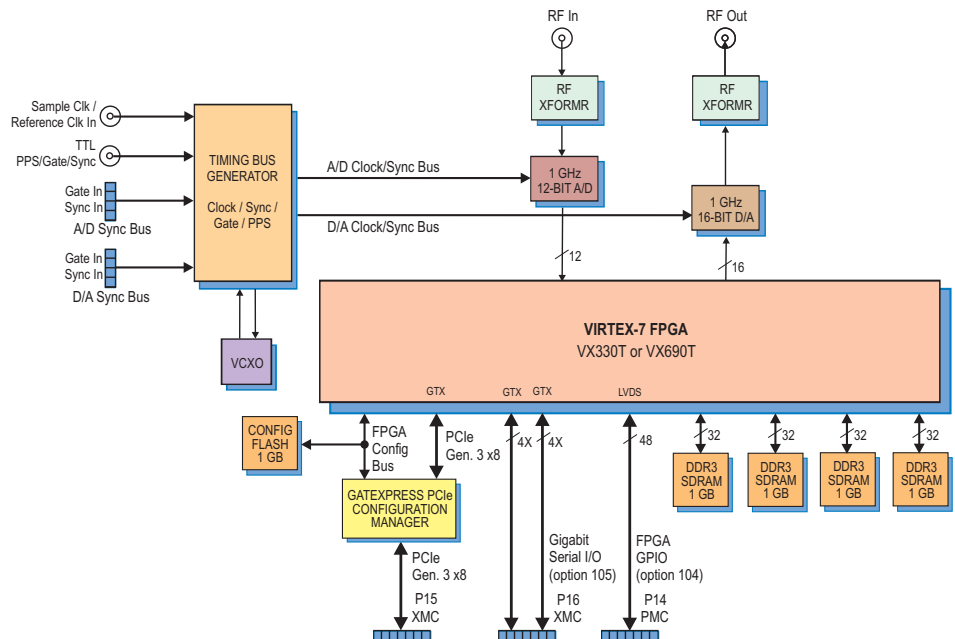 RF In
RF Out
Sample Clk /
Reference Clk In
TTL
PPS/Gate/Sync
Gate In
Sync In
A/D Sync Bus
Gate In
Sync In
D/A Sync Bus
TIMING BUS
GENERATOR
Clock / Sync /
Gate / PPS
VCXO
A/D Clock/Sync Bus
D/A Clock/Sync Bus
RF
XFORMR
RF
XFORMR
1 GHz
12-BIT A/D
1 GHz
16-BIT D/A
12
16
VIRTEX-7 FPGA
VX330T or VX690T
GTX
GTX
GTX
LVDS
CONFIG
FLASH
1 GB
FPGA
Config
Bus
PCIe
Gen. 3 x8
4X
4X
48
32
32
32
32
DDR3
SDRAM
1 GB
DDR3
SDRAM
1 GB
DDR3
SDRAM
1 GB
DDR3
SDRAM
1 GB
GATEXPRESS PCIe
CONFIGURATION
MANAGER
PCIe
Gen. 3 x8
Gigabit
Serial I/O
(option 105)
FPGA
GPIO
(option 104)
P15
XMC
P16
XMC
P14
PMC